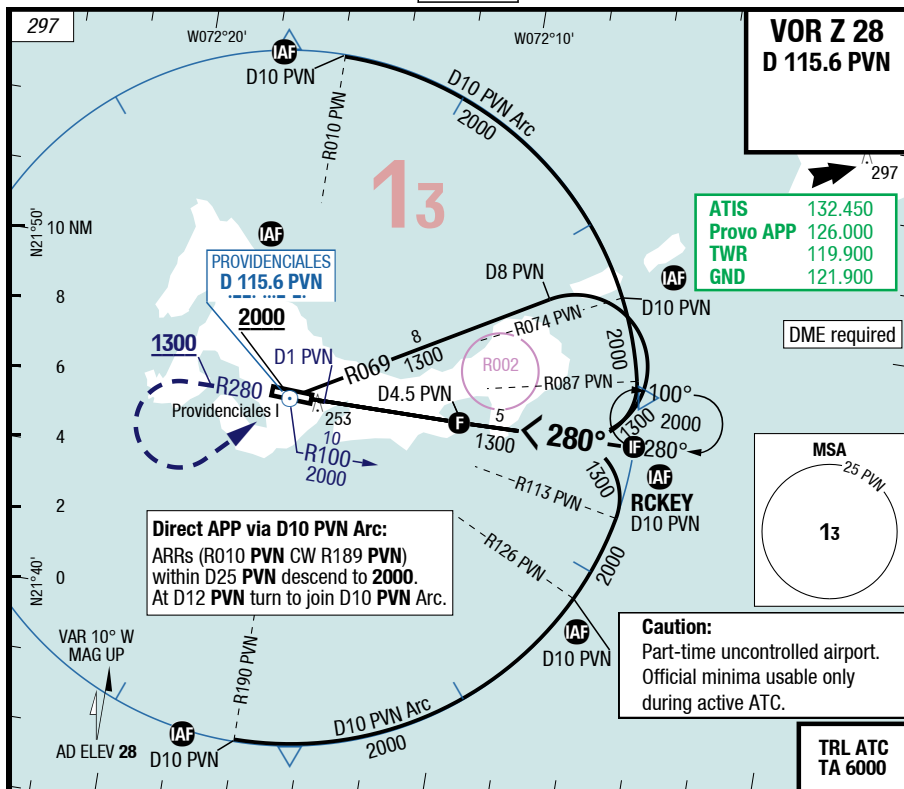 297
W072°20'
W072°10'
VOR Z 28
D 115.6 PVN
IAF
D10 PVN
D10 PVN Arc
2000
R010 PVN
13
297
ATIS 132.450
Provo APP 126.000
TWR 119.900
GND 121.900
N21°50'
10 NM
IAF
PROVIDENCIALES
D 115.6 PVN
2000
D8 PVN
IAF
D10 PVN
8
8
R074 PVN
DME required
1300
D1 PVN
R069
1300
R002
2000
6
R280
D4.5 PVN
R087 PVN
100°
Providenciales I
253
F
5
1300
2000
4
10
1300
280°
IF
280°
R100
2000
1300
IAF
MSA
25 PVN
13
RCKEY
D10 PVN
R113 PVN
2
R126 PVN
2000
Direct APP via D10 PVN Arc:
ARRs (R010 PVN CW R189 PVN)
within D25 PVN descend to 2000.
At D12 PVN turn to join D10 PVN Arc.
N21°40'
0
IAF
D10 PVN
Caution:
Part-time uncontrolled airport.
Official minima usable only
during active ATC.
VAR 10° W
MAG UP
R190 PVN
IAF
D10 PVN
D10 PVN Arc
2000
AD ELEV 28
TRL ATC
TA 6000